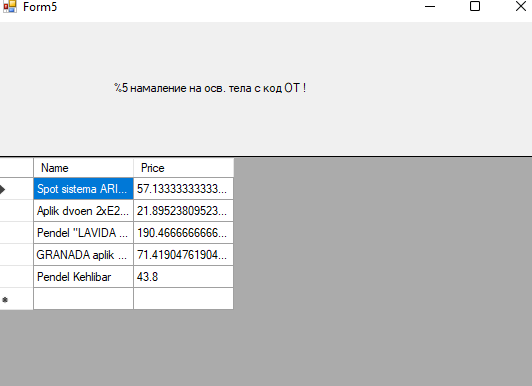 Form5
%5 намаление на осв. тела с код ОТ !
Name Price
Spot sistema ARI... 57.13333333333...
Aplik dvoen 2xE2... 21.89523809523...
Pendel "LAVIDA ... 190.4666666666...
GRANADA aplik ... 71.41904761904...
Pendel Kehlibar 43.8